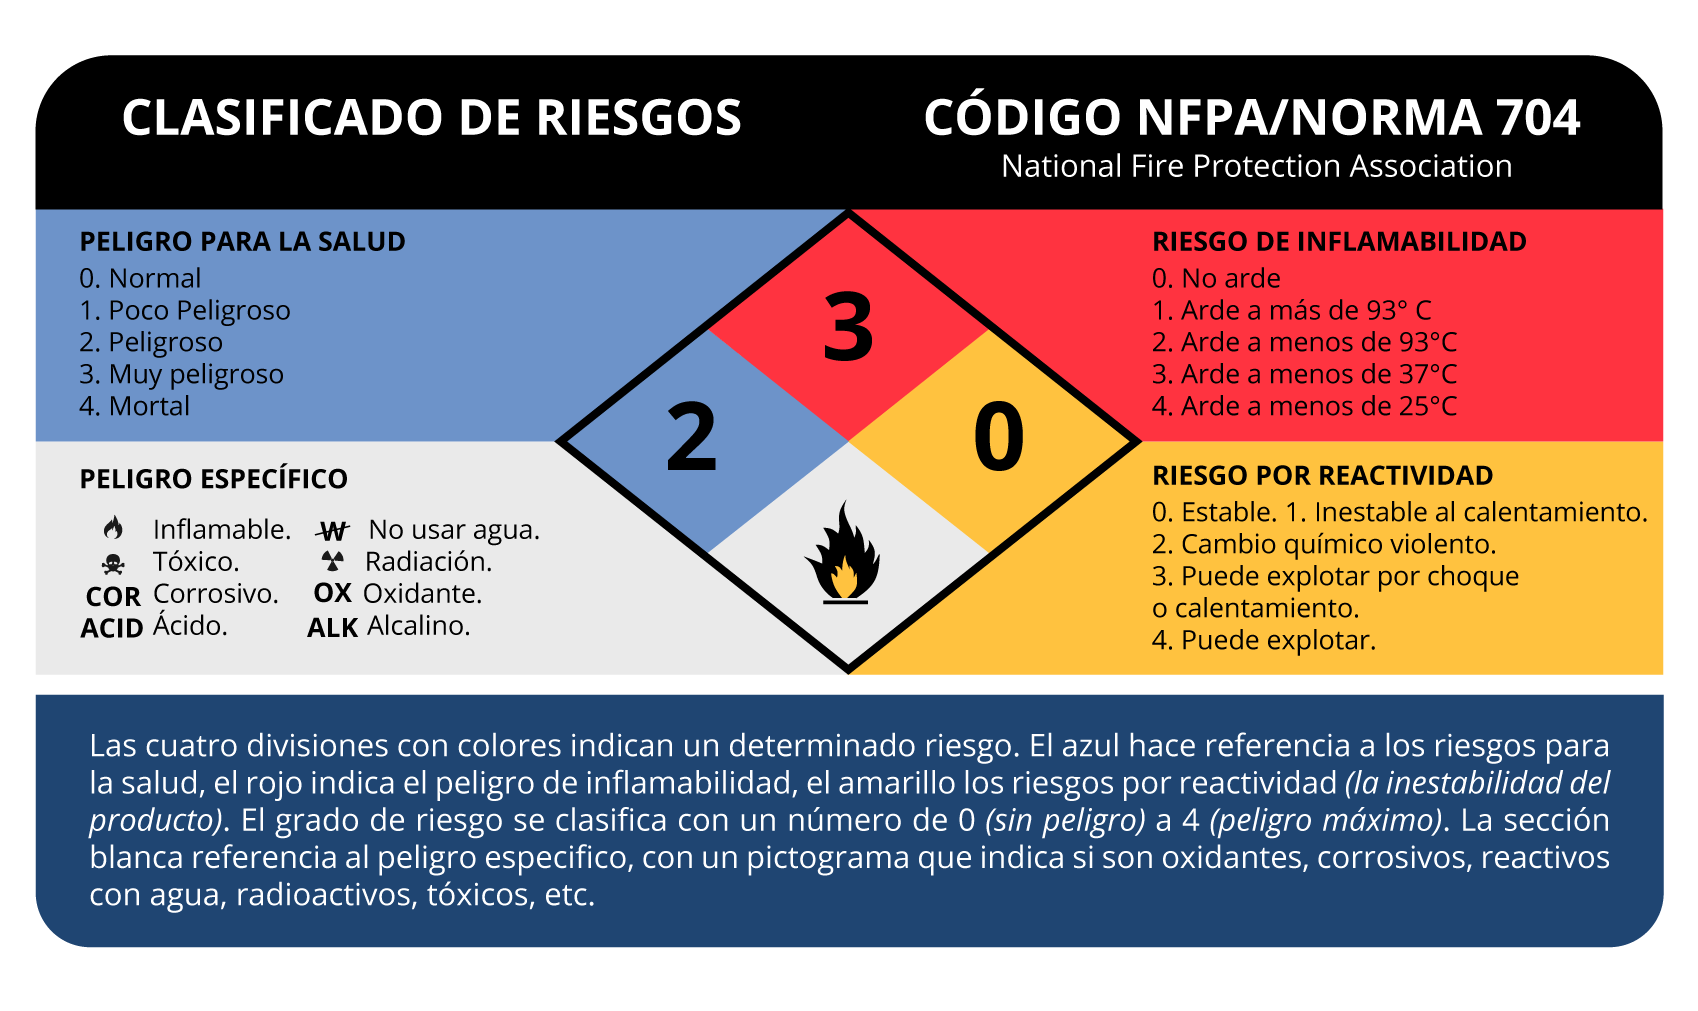 CLASIFICADO DE RIESGOS
CÓDIGO NFPA/NORMA 704
National Fire Protection Association
PELIGRO PARA LA SALUD
0. Normal
1. Poco Peligroso
2. Peligroso
3. Muy peligroso
4. Mortal
RIESGO DE INFLAMABILIDAD
0. No arde
1. Arde a más de 93° C
2. Arde a menos de 93°C
3. Arde a menos de 37°C
4. Arde a menos de 25°C
3
2
0
PELIGRO ESPECÍFICO
Inflamable.
W No usar agua.
Tóxico.
Radiación.
COR Corrosivo.
OX Oxidante.
ACID Ácido.
ALK Alcalino.
RIESGO POR REACTIVIDAD
0. Estable. 1. Inestable al calentamiento.
2. Cambio químico violento.
3. Puede explotar por choque
o calentamiento.
4. Puede explotar.
Las cuatro divisiones con colores indican un determinado riesgo. El azul hace referencia a los riesgos para
la salud, el rojo indica el peligro de inflamabilidad, el amarillo los riesgos por reactividad (la inestabilidad del
producto). El grado de riesgo se clasifica con un número de 0 (sin peligro) a 4 (peligro máximo). La sección
blanca referencia al peligro especifico, con un pictograma que indica si son oxidantes, corrosivos, reactivos
con agua, radioactivos, tóxicos, etc.